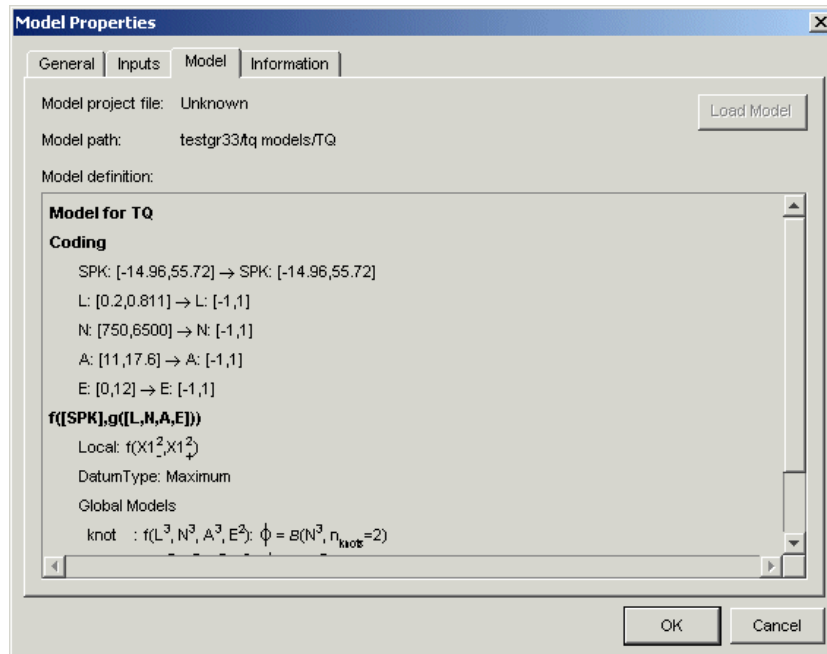 Model Properties
General Inputs Model Information
Model project file: Unknown
Load Model
Model path: testgr33/tq models/TQ
Model definition:
Model for TQ
Coding
SPK: [-14.96,55.72] → SPK: [-14.96,55.72]
L: [0.2,0.811] → L: [-1,1]
N: [750,6500] → N: [-1,1]
A: [11,17.6] → A: [-1,1]
E: [0,12] → E: [-1,1]
f([SPK],g([L,N,A,E]))
Local: f(X1²₋,X1²₊)
DatumType: Maximum
Global Models
knot : f(L³, N³, A³, E²): ϕ = B(N³, n_knots=2)
OK Cancel